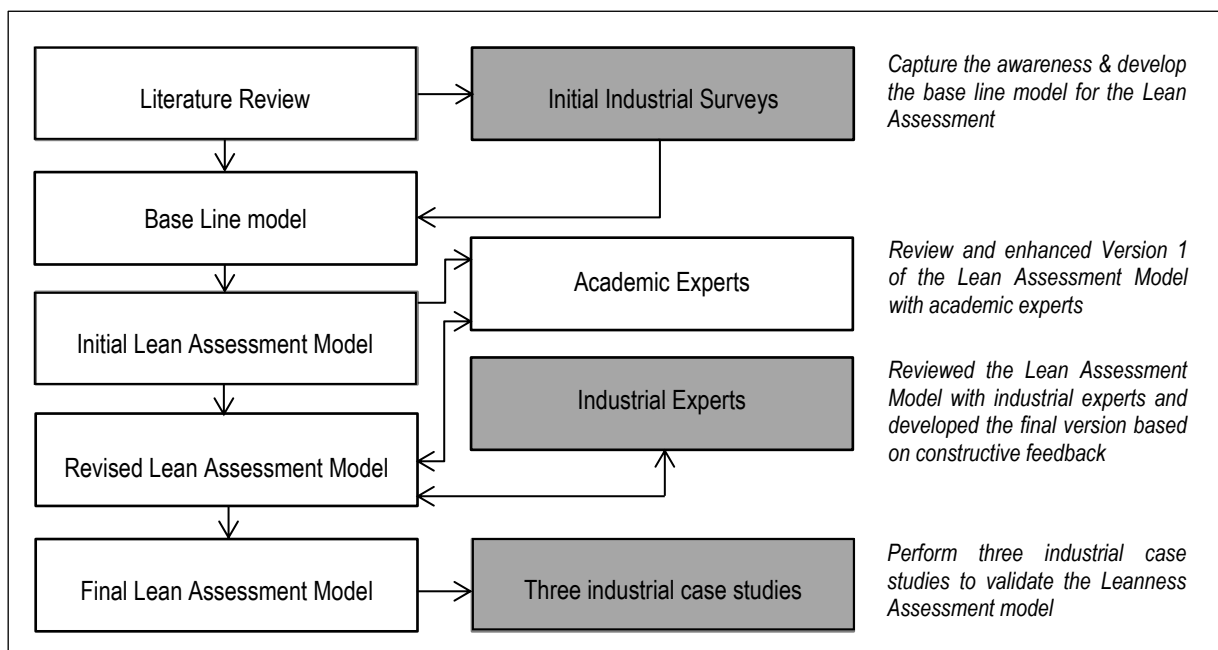 Literature Review
Initial Industrial Surveys
Capture the awareness & develop
the base line model for the Lean
Assessment
Base Line model
Academic Experts
Review and enhanced Version 1
of the Lean Assessment Model
with academic experts
Initial Lean Assessment Model
Industrial Experts
Reviewed the Lean Assessment
Model with industrial experts and
developed the final version based
on constructive feedback
Revised Lean Assessment Model
Final Lean Assessment Model
Three industrial case studies
Perform three industrial case
studies to validate the Leanness
Assessment model